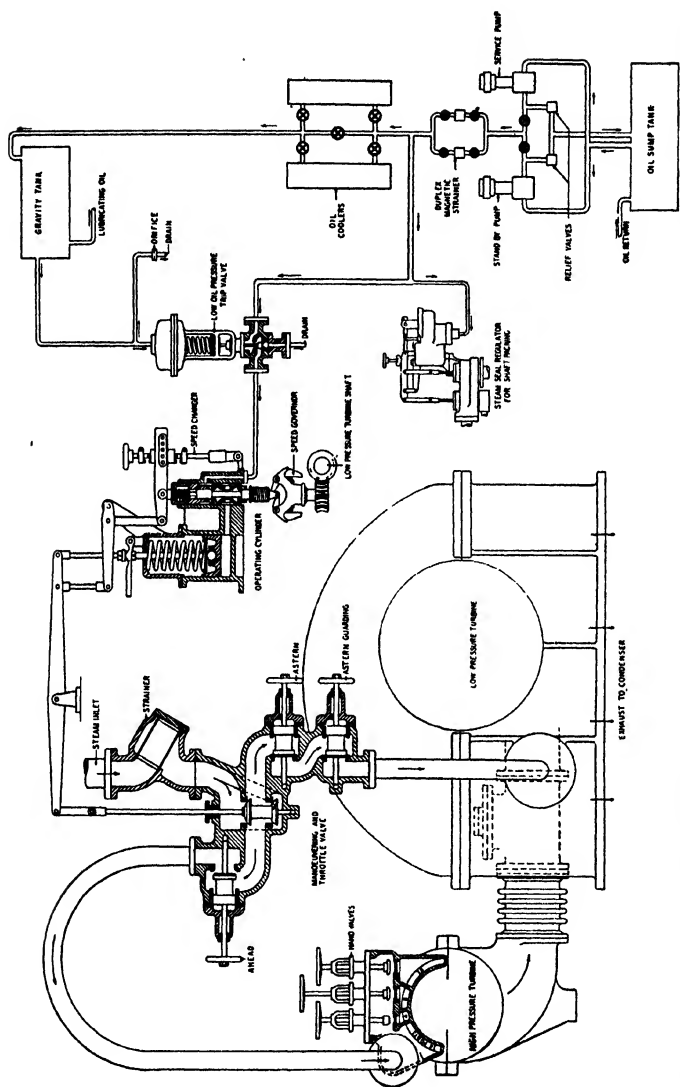 GRAVITY TANK
LUBRICATING OIL
ORIFICE
DRAIN
LOW OIL PRESSURE
TRIP VALVE
DRAIN
OIL
COOLERS
DUPLEX
MAGNETIC
STRAINER
SERVICE PUMP
STAND BY PUMP
RELIEF VALVES
OIL RETURN
OIL SUMP TANK
SPEED CHANGER
SPEED GOVERNOR
LOW PRESSURE TURBINE SHAFT
OPERATING CYLINDER
STEAM SEAL REGULATOR
FOR SHAFT PACKING
STEAM INLET
STRAINER
ASTERN
ASTERN GUARDING
MANOEUVERING AND
THROTTLE VALVE
AHEAD
HAND VALVES
HIGH PRESSURE TURBINE
LOW PRESSURE TURBINE
EXHAUST TO CONDENSER